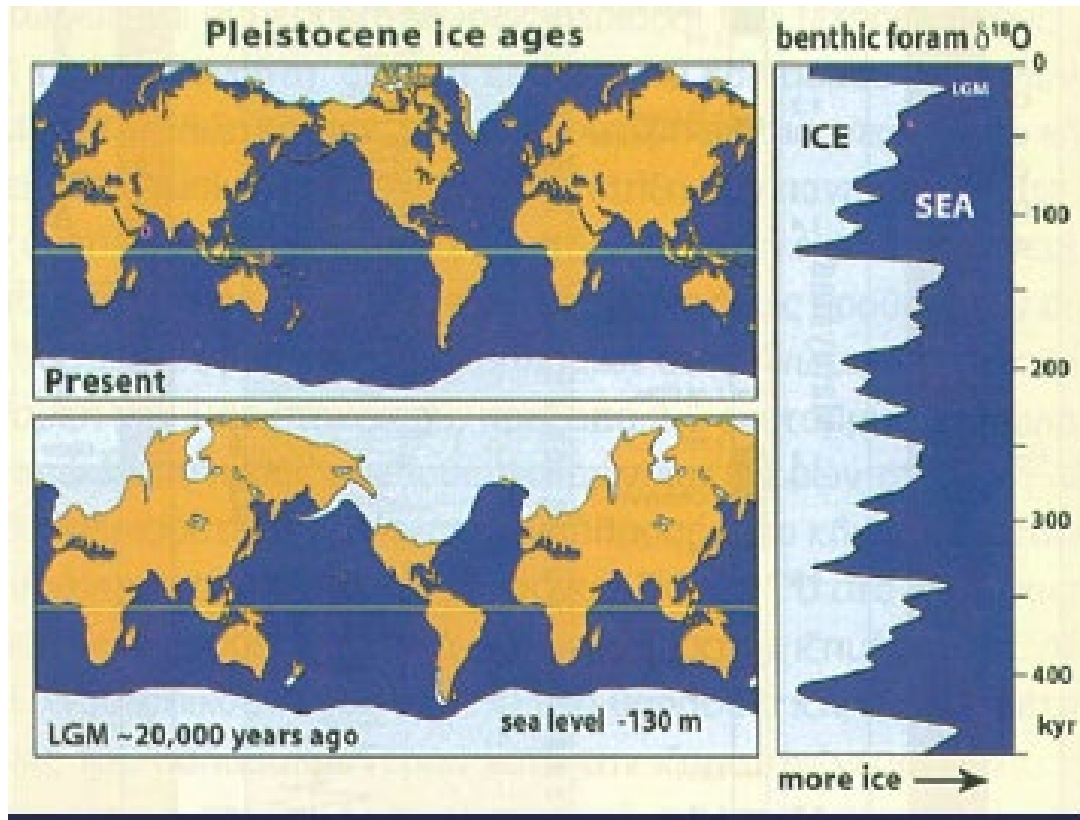 Pleistocene ice ages
Present
LGM ~20,000 years ago
sea level -130 m
benthic foram δ¹⁸O
0
LGM
ICE
SEA
100
200
300
400
kyr
more ice